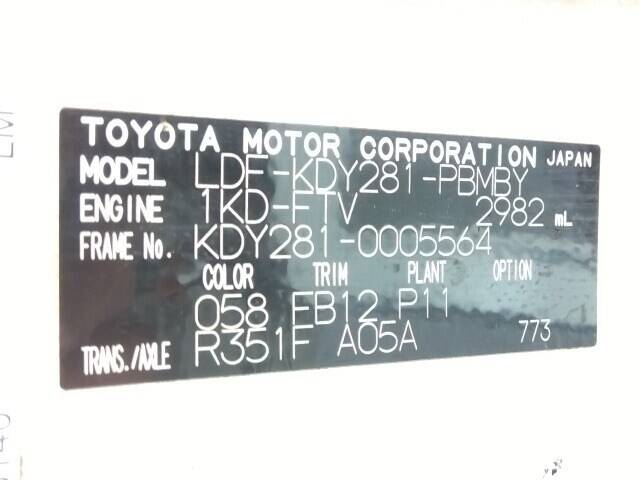 TOYOTA MOTOR CORPORATION JAPAN
MODEL LDF-KDY281-PBMBY
ENGINE 1KD-FTV 2982 mL
FRAME No. KDY281-0005564
COLOR TRIM PLANT OPTION
058 FB12 P11
TRANS./AXLE R351F A05A 773